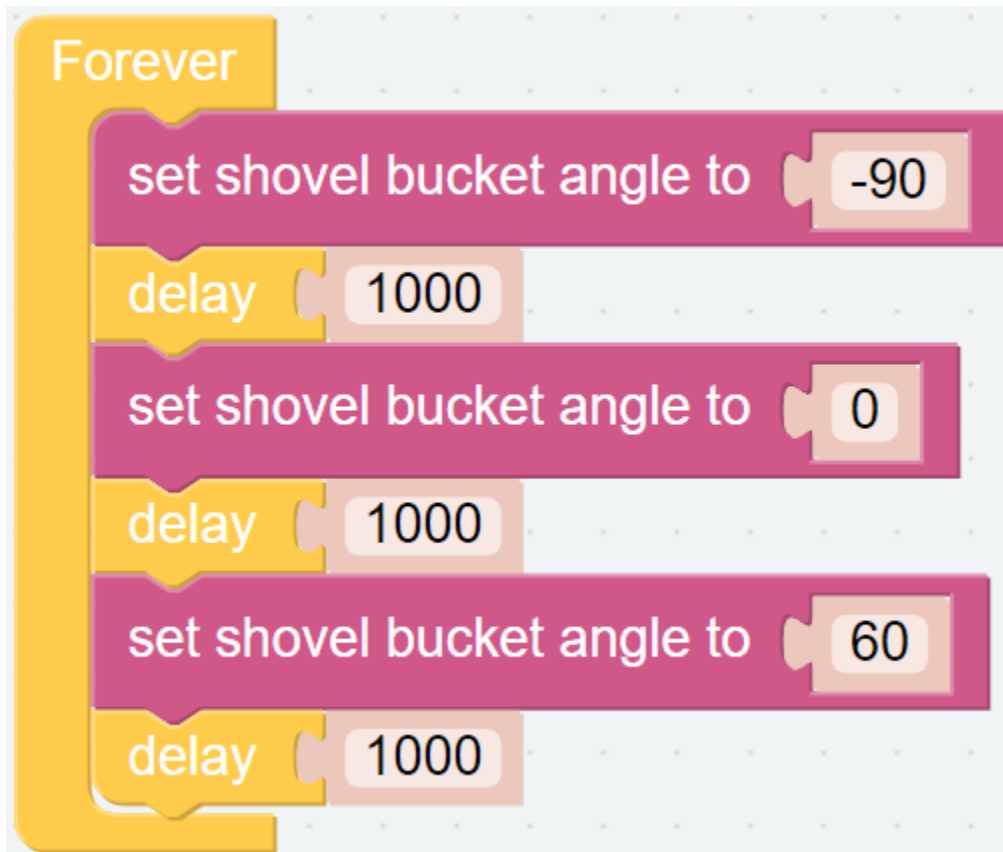 Forever
set shovel bucket angle to -90
delay 1000
set shovel bucket angle to 0
delay 1000
set shovel bucket angle to 60
delay 1000